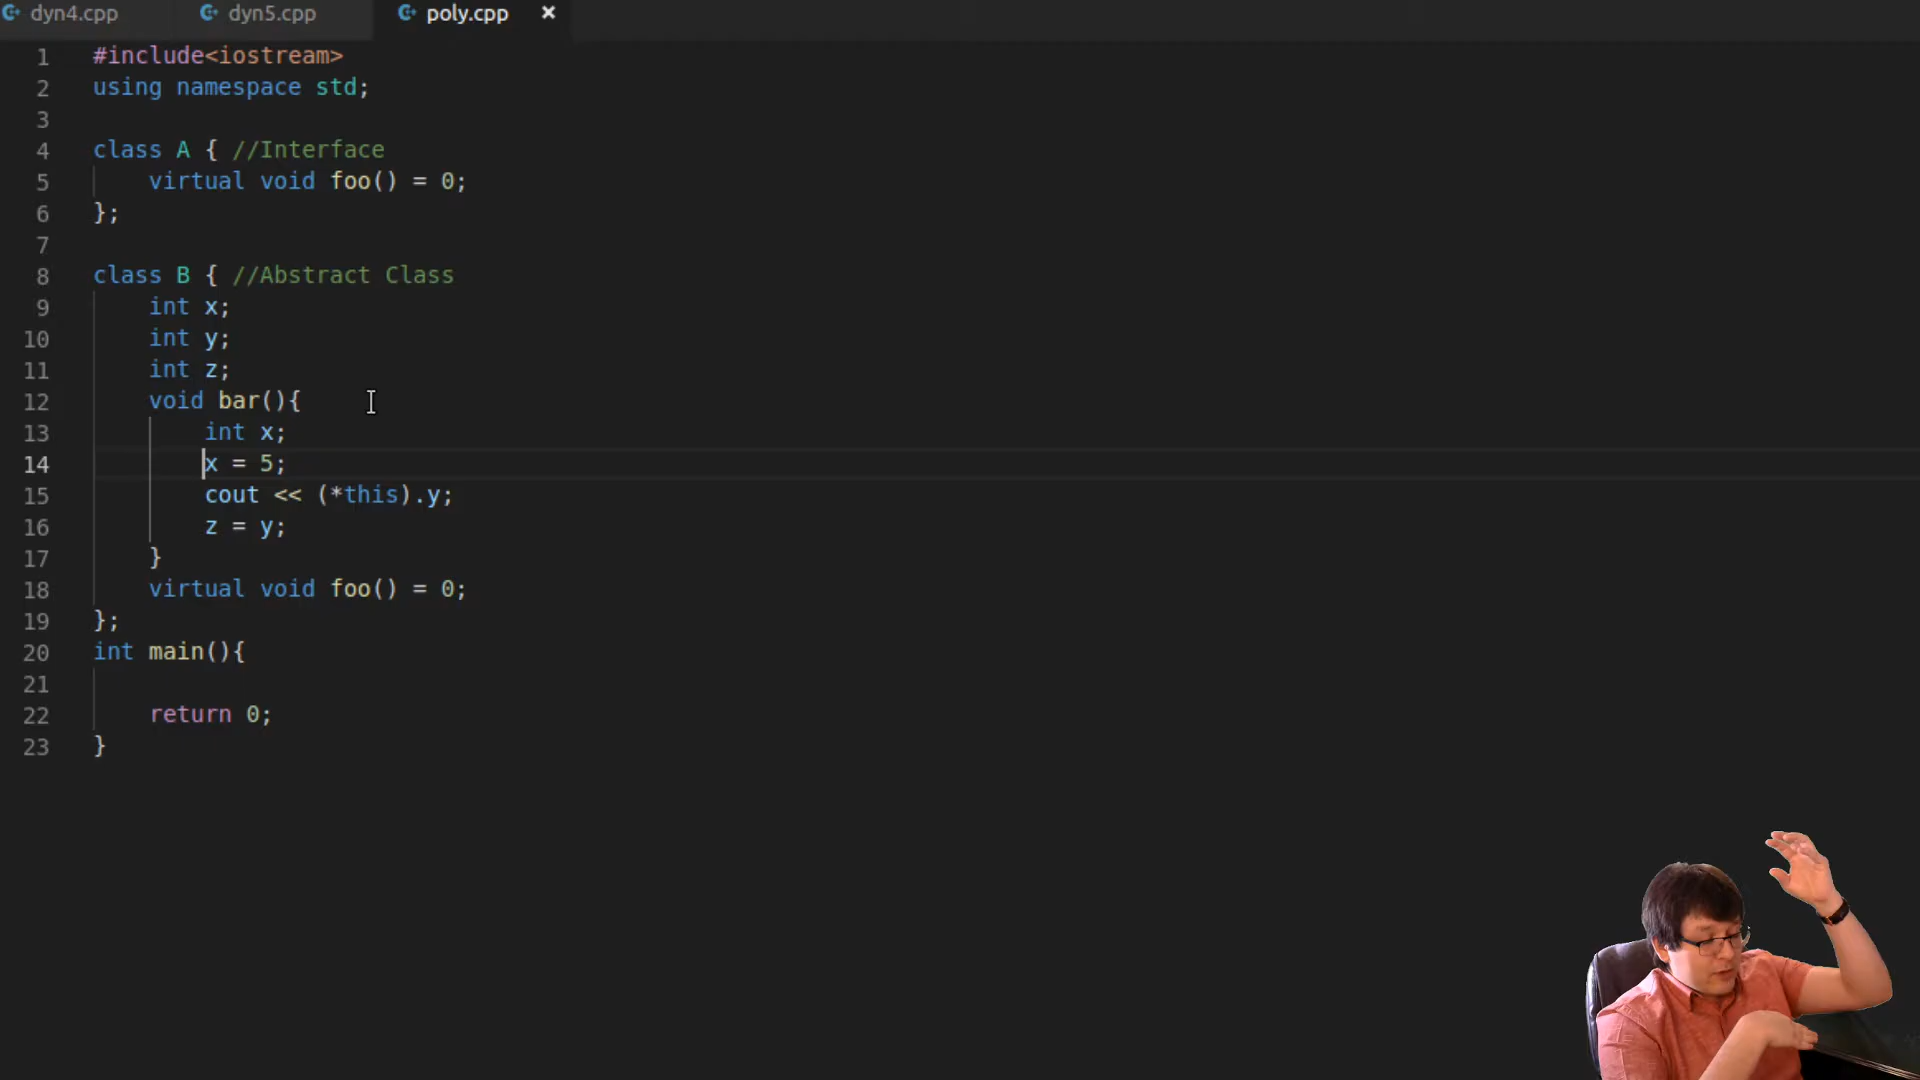 dyn4.cpp dyn5.cpp poly.cpp ×
1 #include<iostream>
2 using namespace std;
3
4 class A { //Interface
5 virtual void foo() = 0;
6 };
7
8 class B { //Abstract Class
9 int x;
10 int y;
11 int z;
12 void bar(){
13 int x;
14 x = 5;
15 cout << (*this).y;
16 z = y;
17 }
18 virtual void foo() = 0;
19 };
20 int main(){
21
22 return 0;
23 }